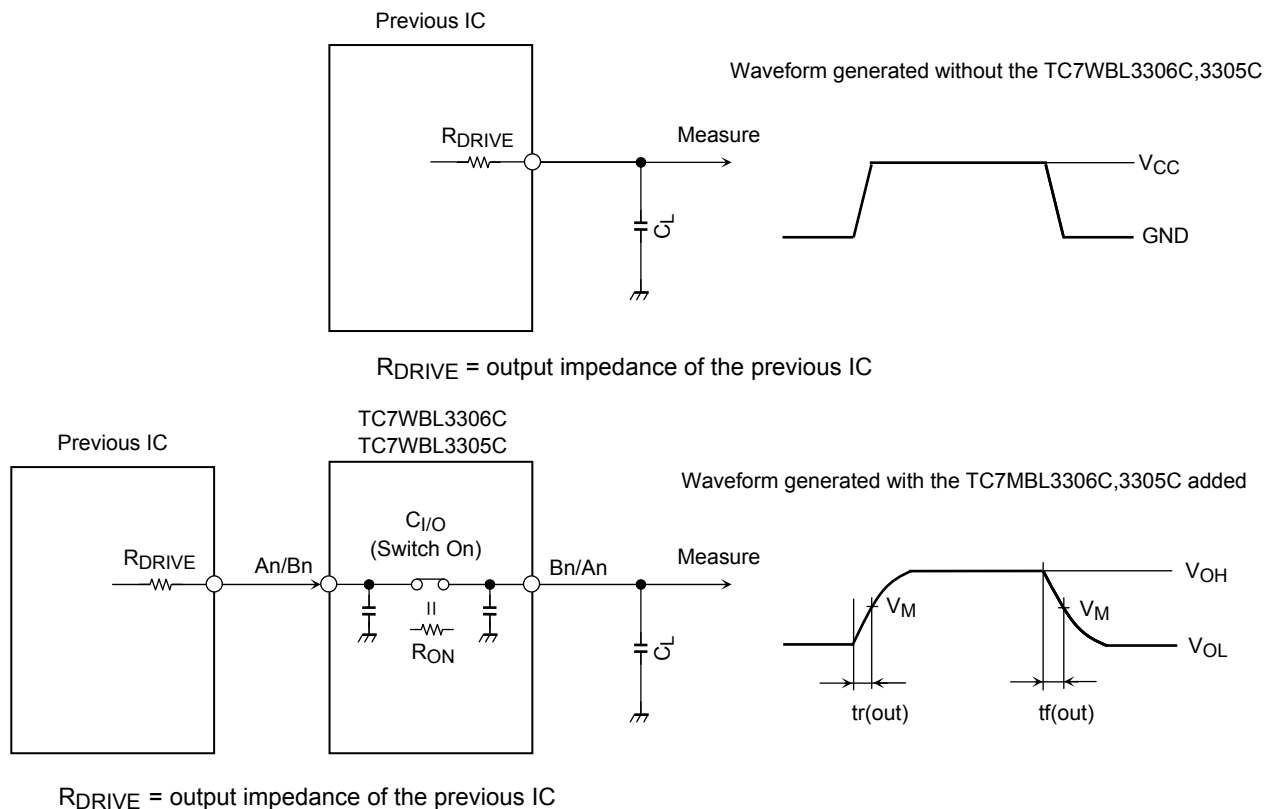 Previous IC
Waveform generated without the TC7WBL3306C,3305C
RDRIVE
Measure
VCC
CL
GND
RDRIVE = output impedance of the previous IC
TC7WBL3306C
TC7WBL3305C
Previous IC
Waveform generated with the TC7MBL3306C,3305C added
CI/O
(Switch On)
RDRIVE
An/Bn
Bn/An
Measure
VOH
VM
VM
RON
CL
VOL
tr(out)
tf(out)
RDRIVE = output impedance of the previous IC